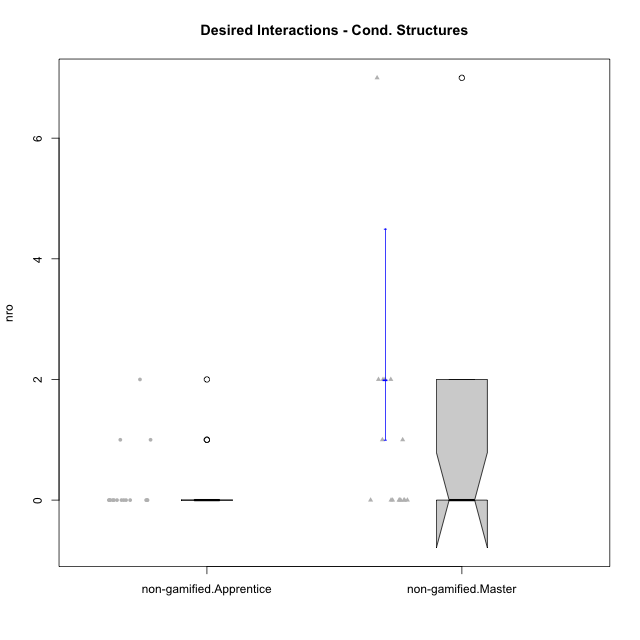 Desired Interactions - Cond. Structures
6
4
2
0
nro
non-gamified.Apprentice
non-gamified.Master